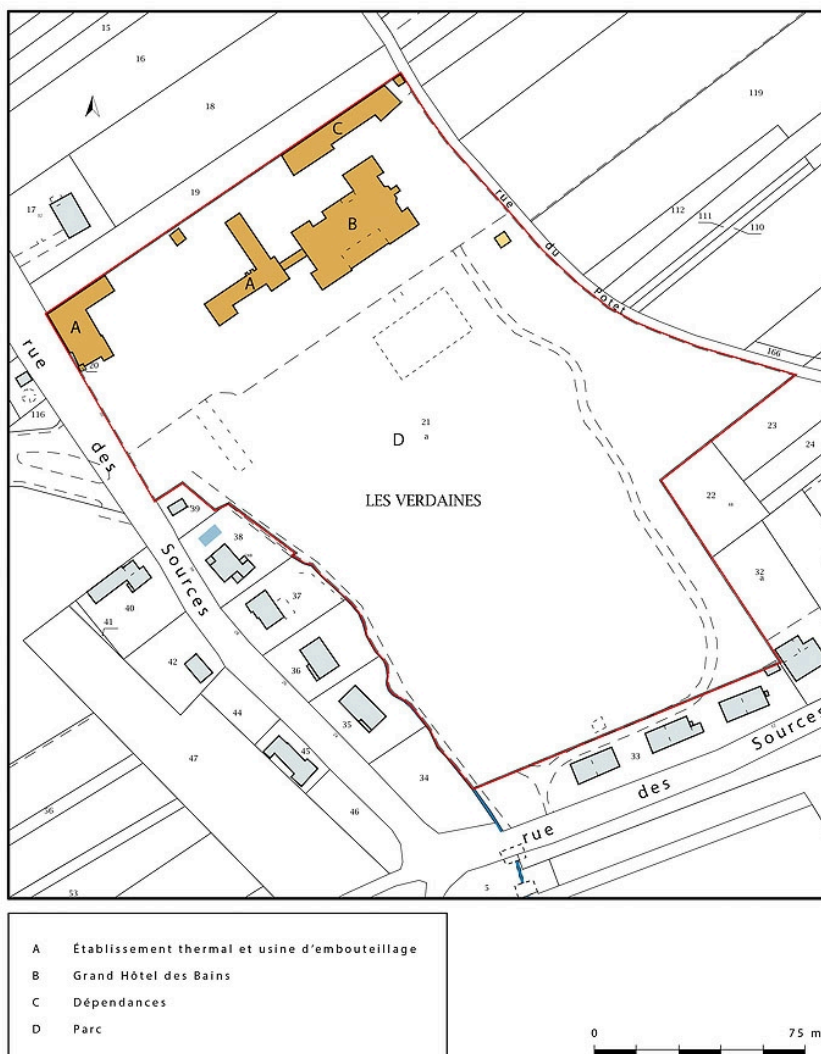 15
16
18
119
C
17
19
rue du Potet
112
111
110
B
A
A
20
166
rue des Sources
116
21
a
D
23
24
LES VERDAINES
22
39
38
32
a
37
40
41
36
42
35
44
45
33
47
34
46
rue des Sources
56
53
5
A Établissement thermal et usine d'embouteillage
B Grand Hôtel des Bains
C Dépendances
D Parc
0 75 m